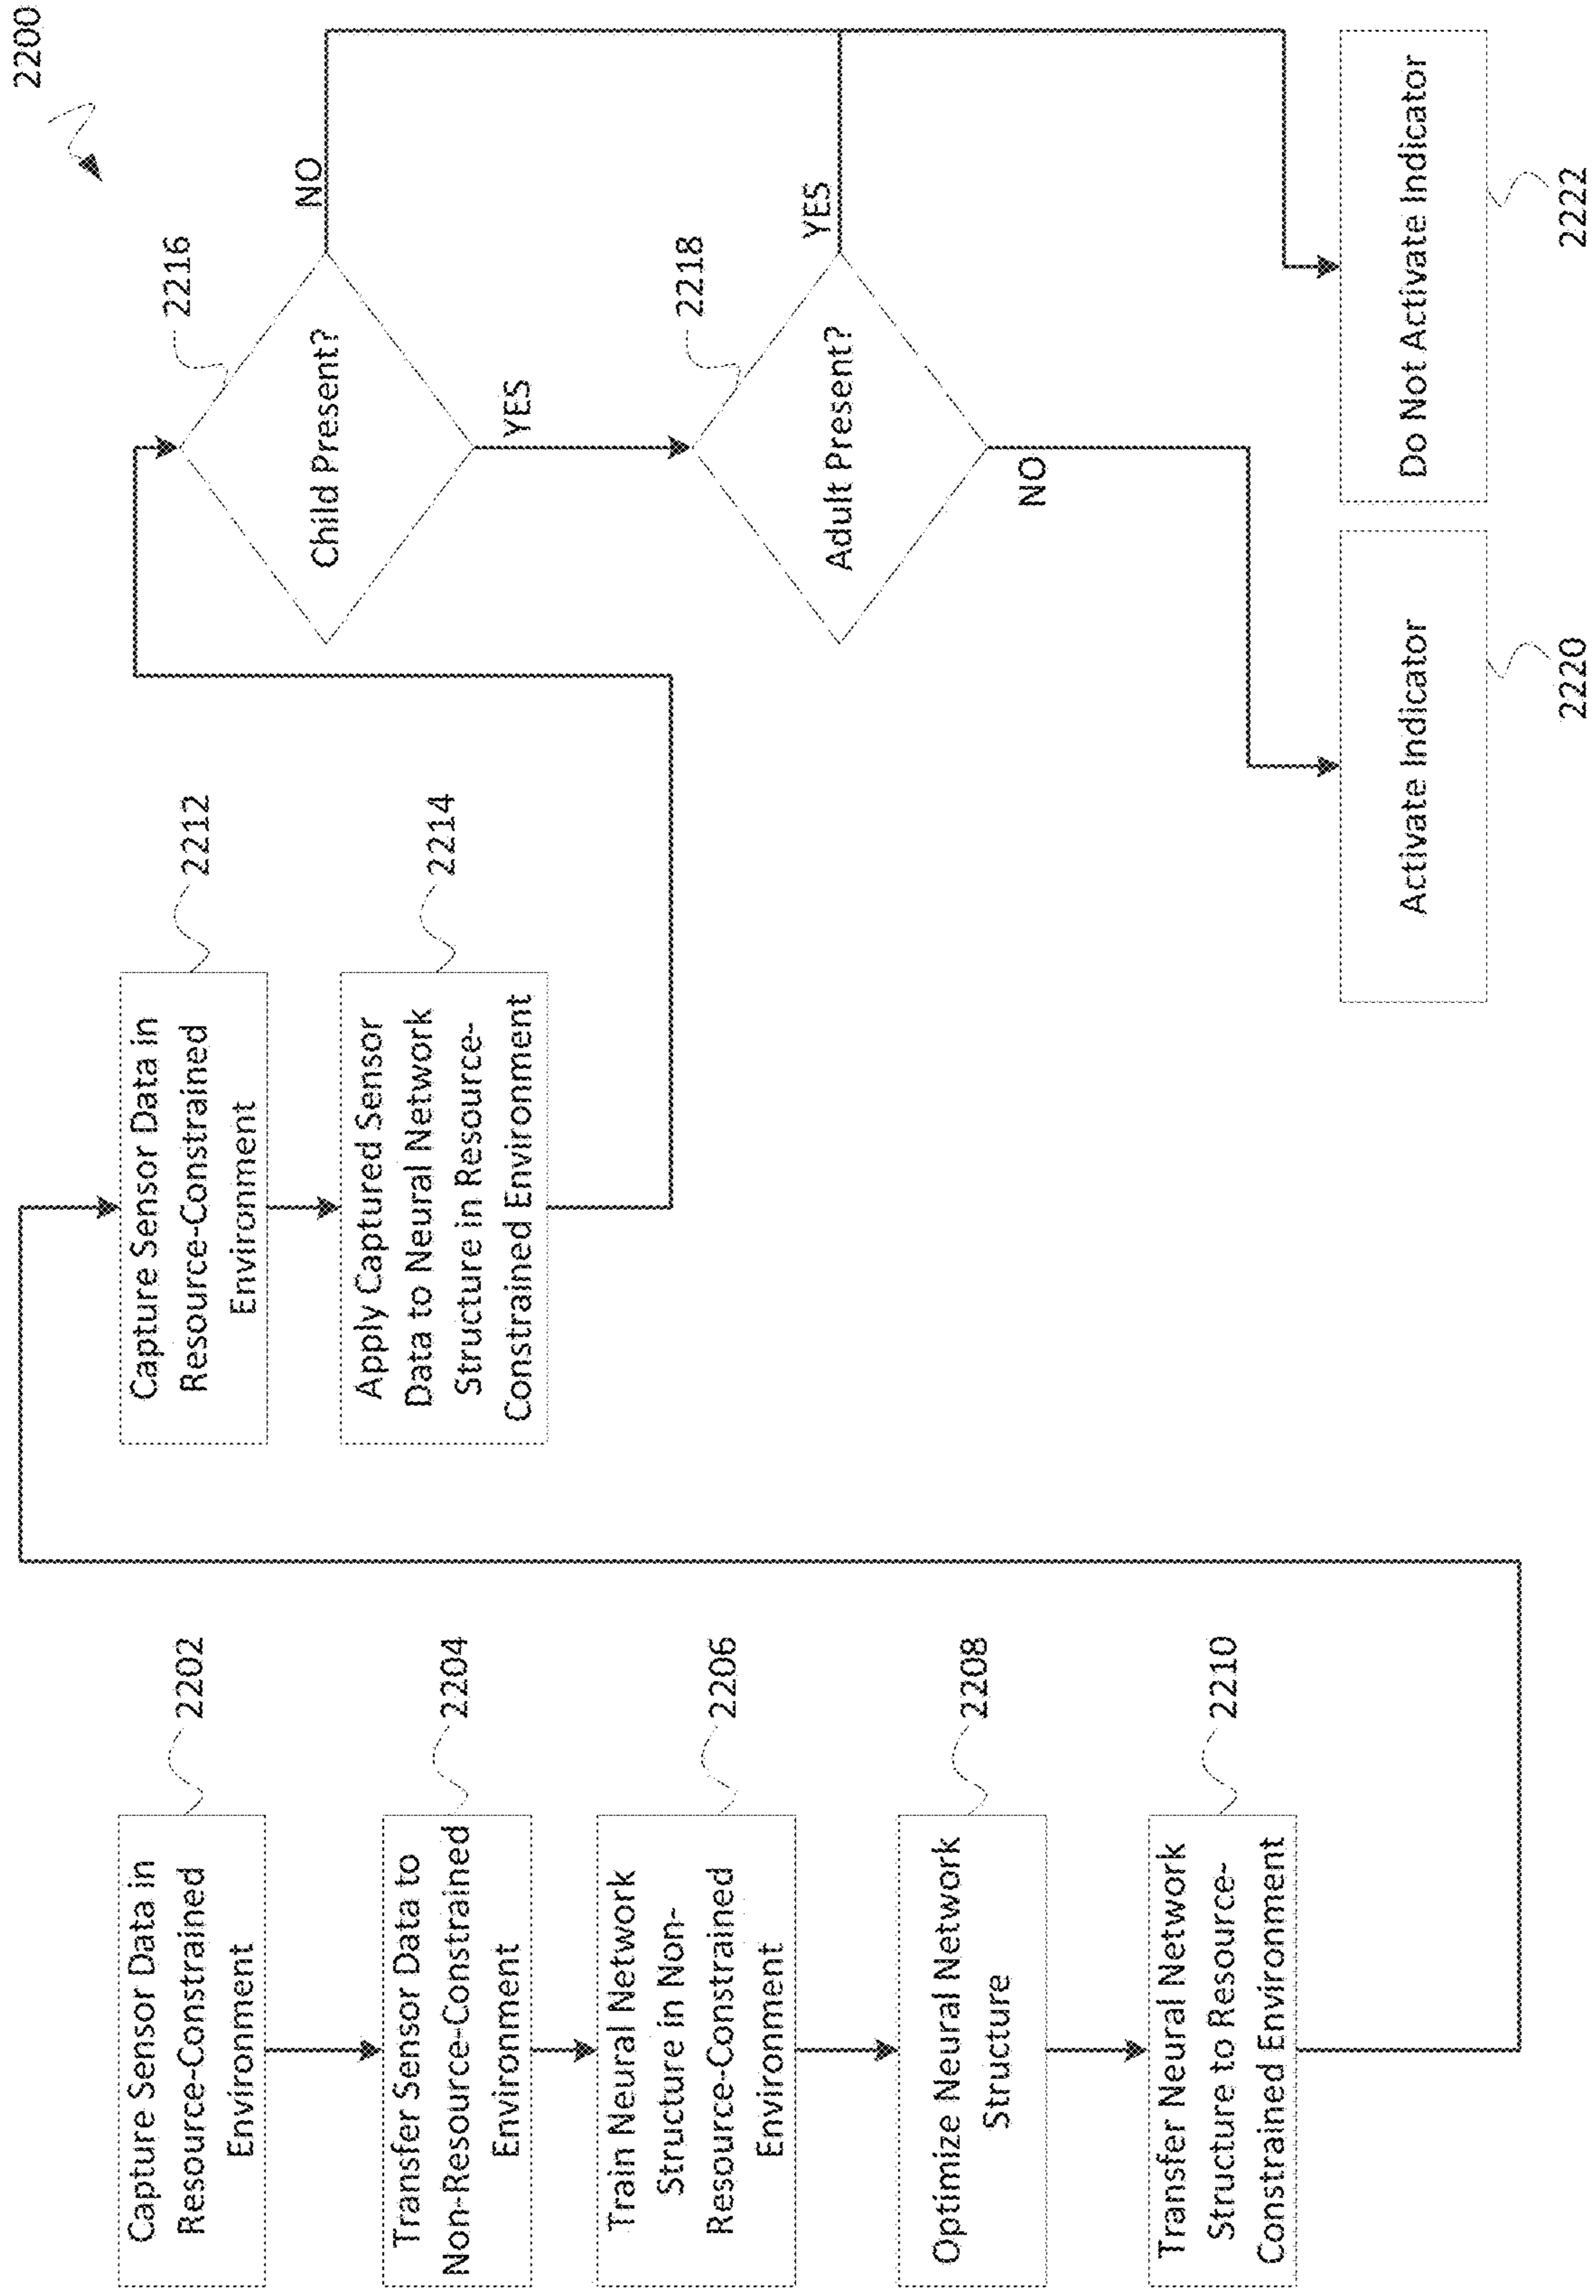 2200
Capture Sensor Data in
Resource-Constrained
Environment
2202
Transfer Sensor Data to
Non-Resource-Constrained
Environment
2204
Train Neural Network
Structure in Non-
Resource-Constrained
Environment
2206
Optimize Neural Network
Structure
2208
Transfer Neural Network
Structure to Resource-
Constrained Environment
2210
Capture Sensor Data in
Resource-Constrained
Environment
2212
Apply Captured Sensor
Data to Neural Network
Structure in Resource-
Constrained Environment
2214
Child Present?
2216
NO
YES
Adult Present?
2218
YES
NO
Activate Indicator
2220
Do Not Activate Indicator
2222